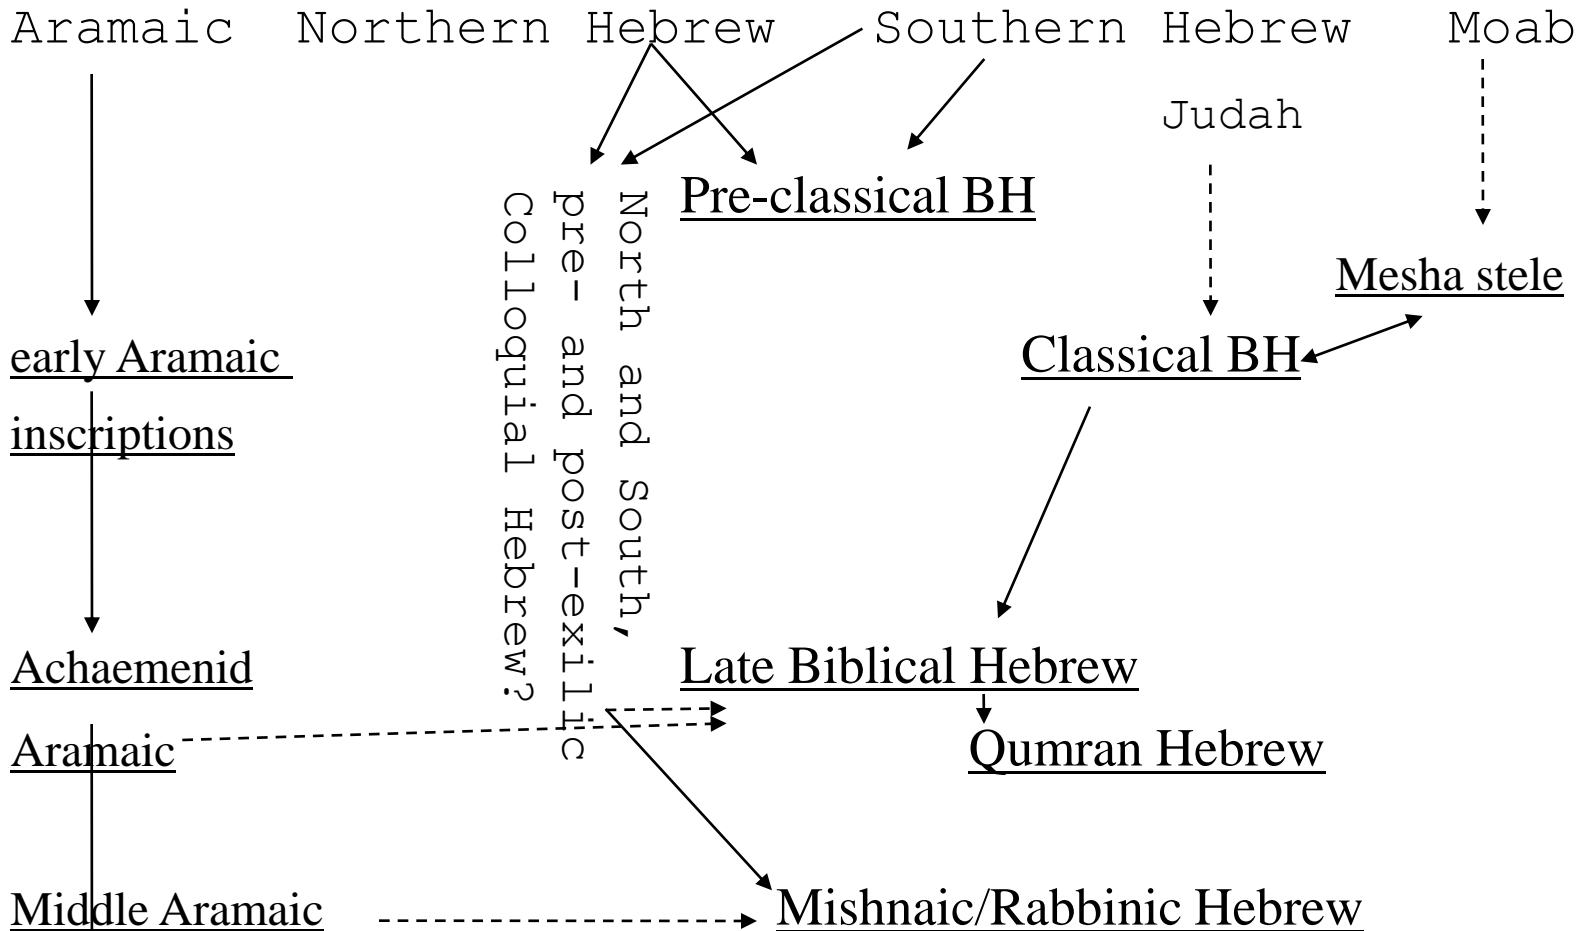 Aramaic Northern Hebrew Southern Hebrew Moab
Judah
North and South,
pre- and post-exilic
Colloquial Hebrew?
Pre-classical BH
Mesha stele
early Aramaic
inscriptions
Classical BH
Achaemenid
Aramaic
Late Biblical Hebrew
Qumran Hebrew
Middle Aramaic
Mishnaic/Rabbinic Hebrew